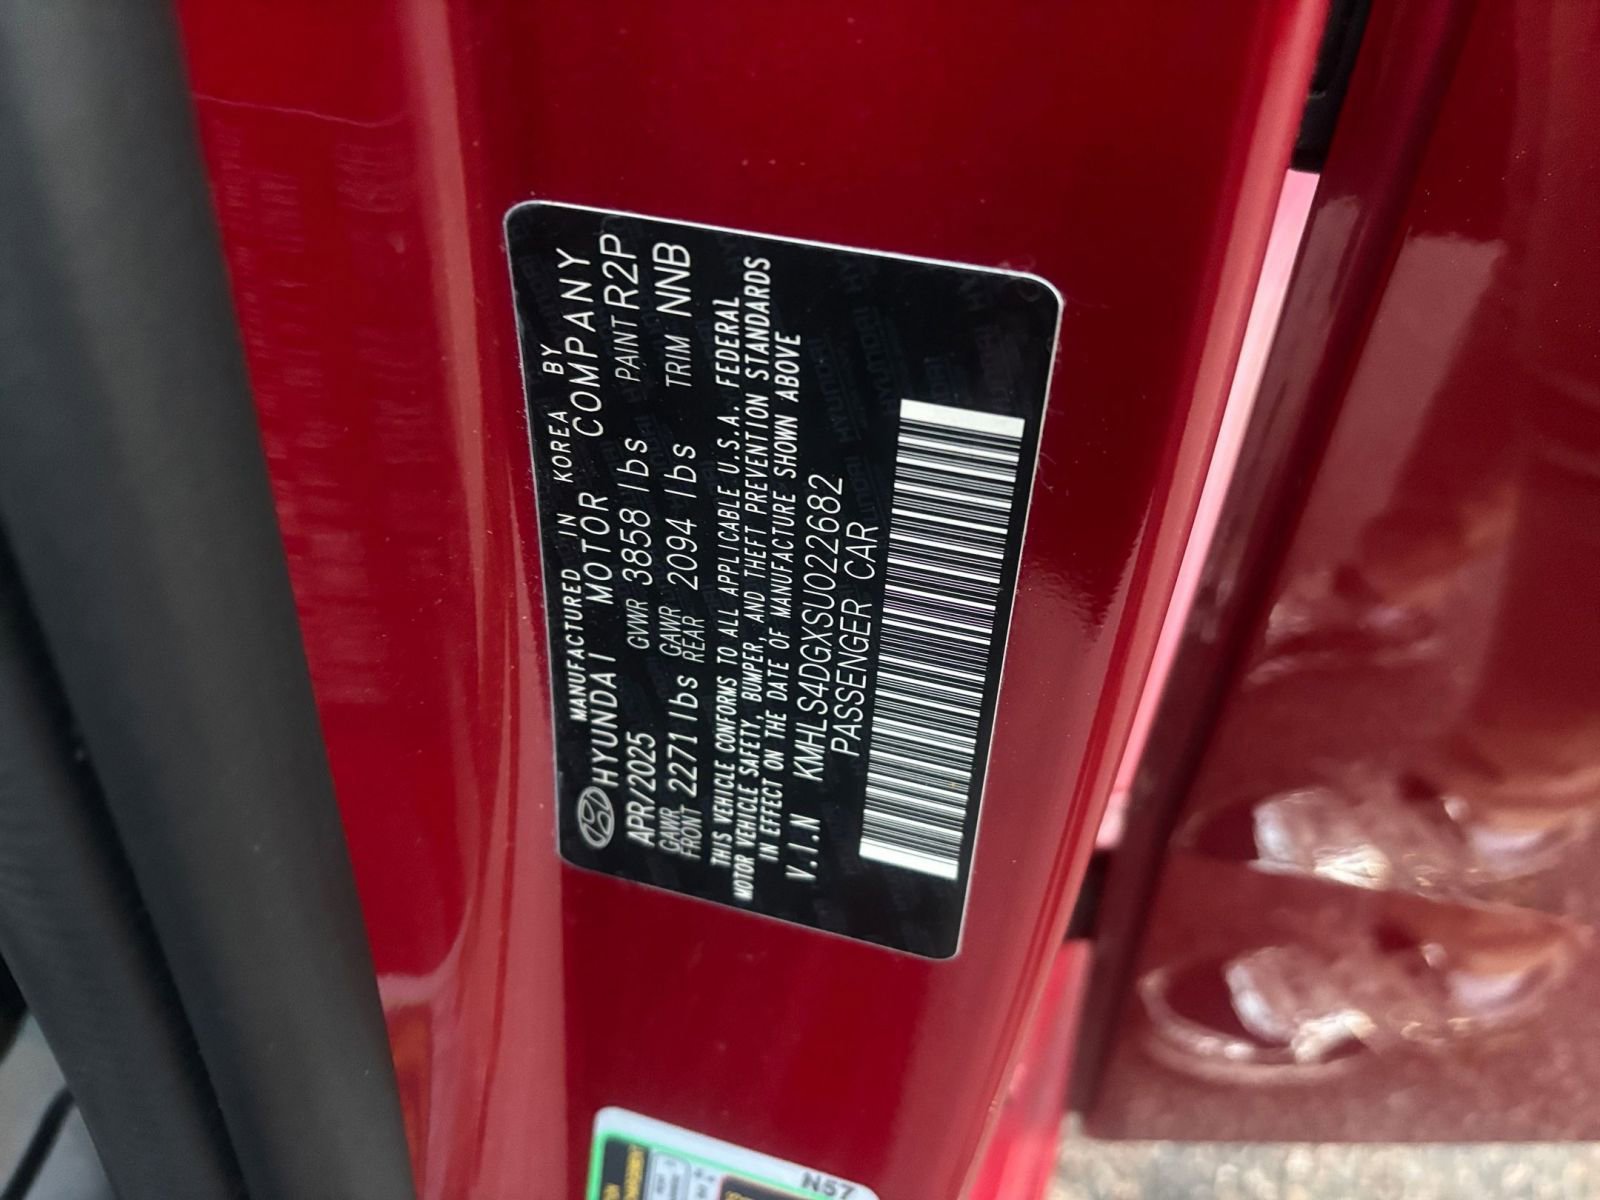 MANUFACTURED IN KOREA BY
HYUNDAI MOTOR COMPANY
APR/2025 GVWR 3858 lbs PAINT R2P
GAWR FRONT 2271 lbs GAWR REAR 2094 lbs TRIM NNB
THIS VEHICLE CONFORMS TO ALL APPLICABLE U.S.A. FEDERAL
MOTOR VEHICLE SAFETY, BUMPER, AND THEFT PREVENTION STANDARDS
IN EFFECT ON THE DATE OF MANUFACTURE SHOWN ABOVE
V.I.N KMHLS4DGXSU022682
PASSENGER CAR
N57